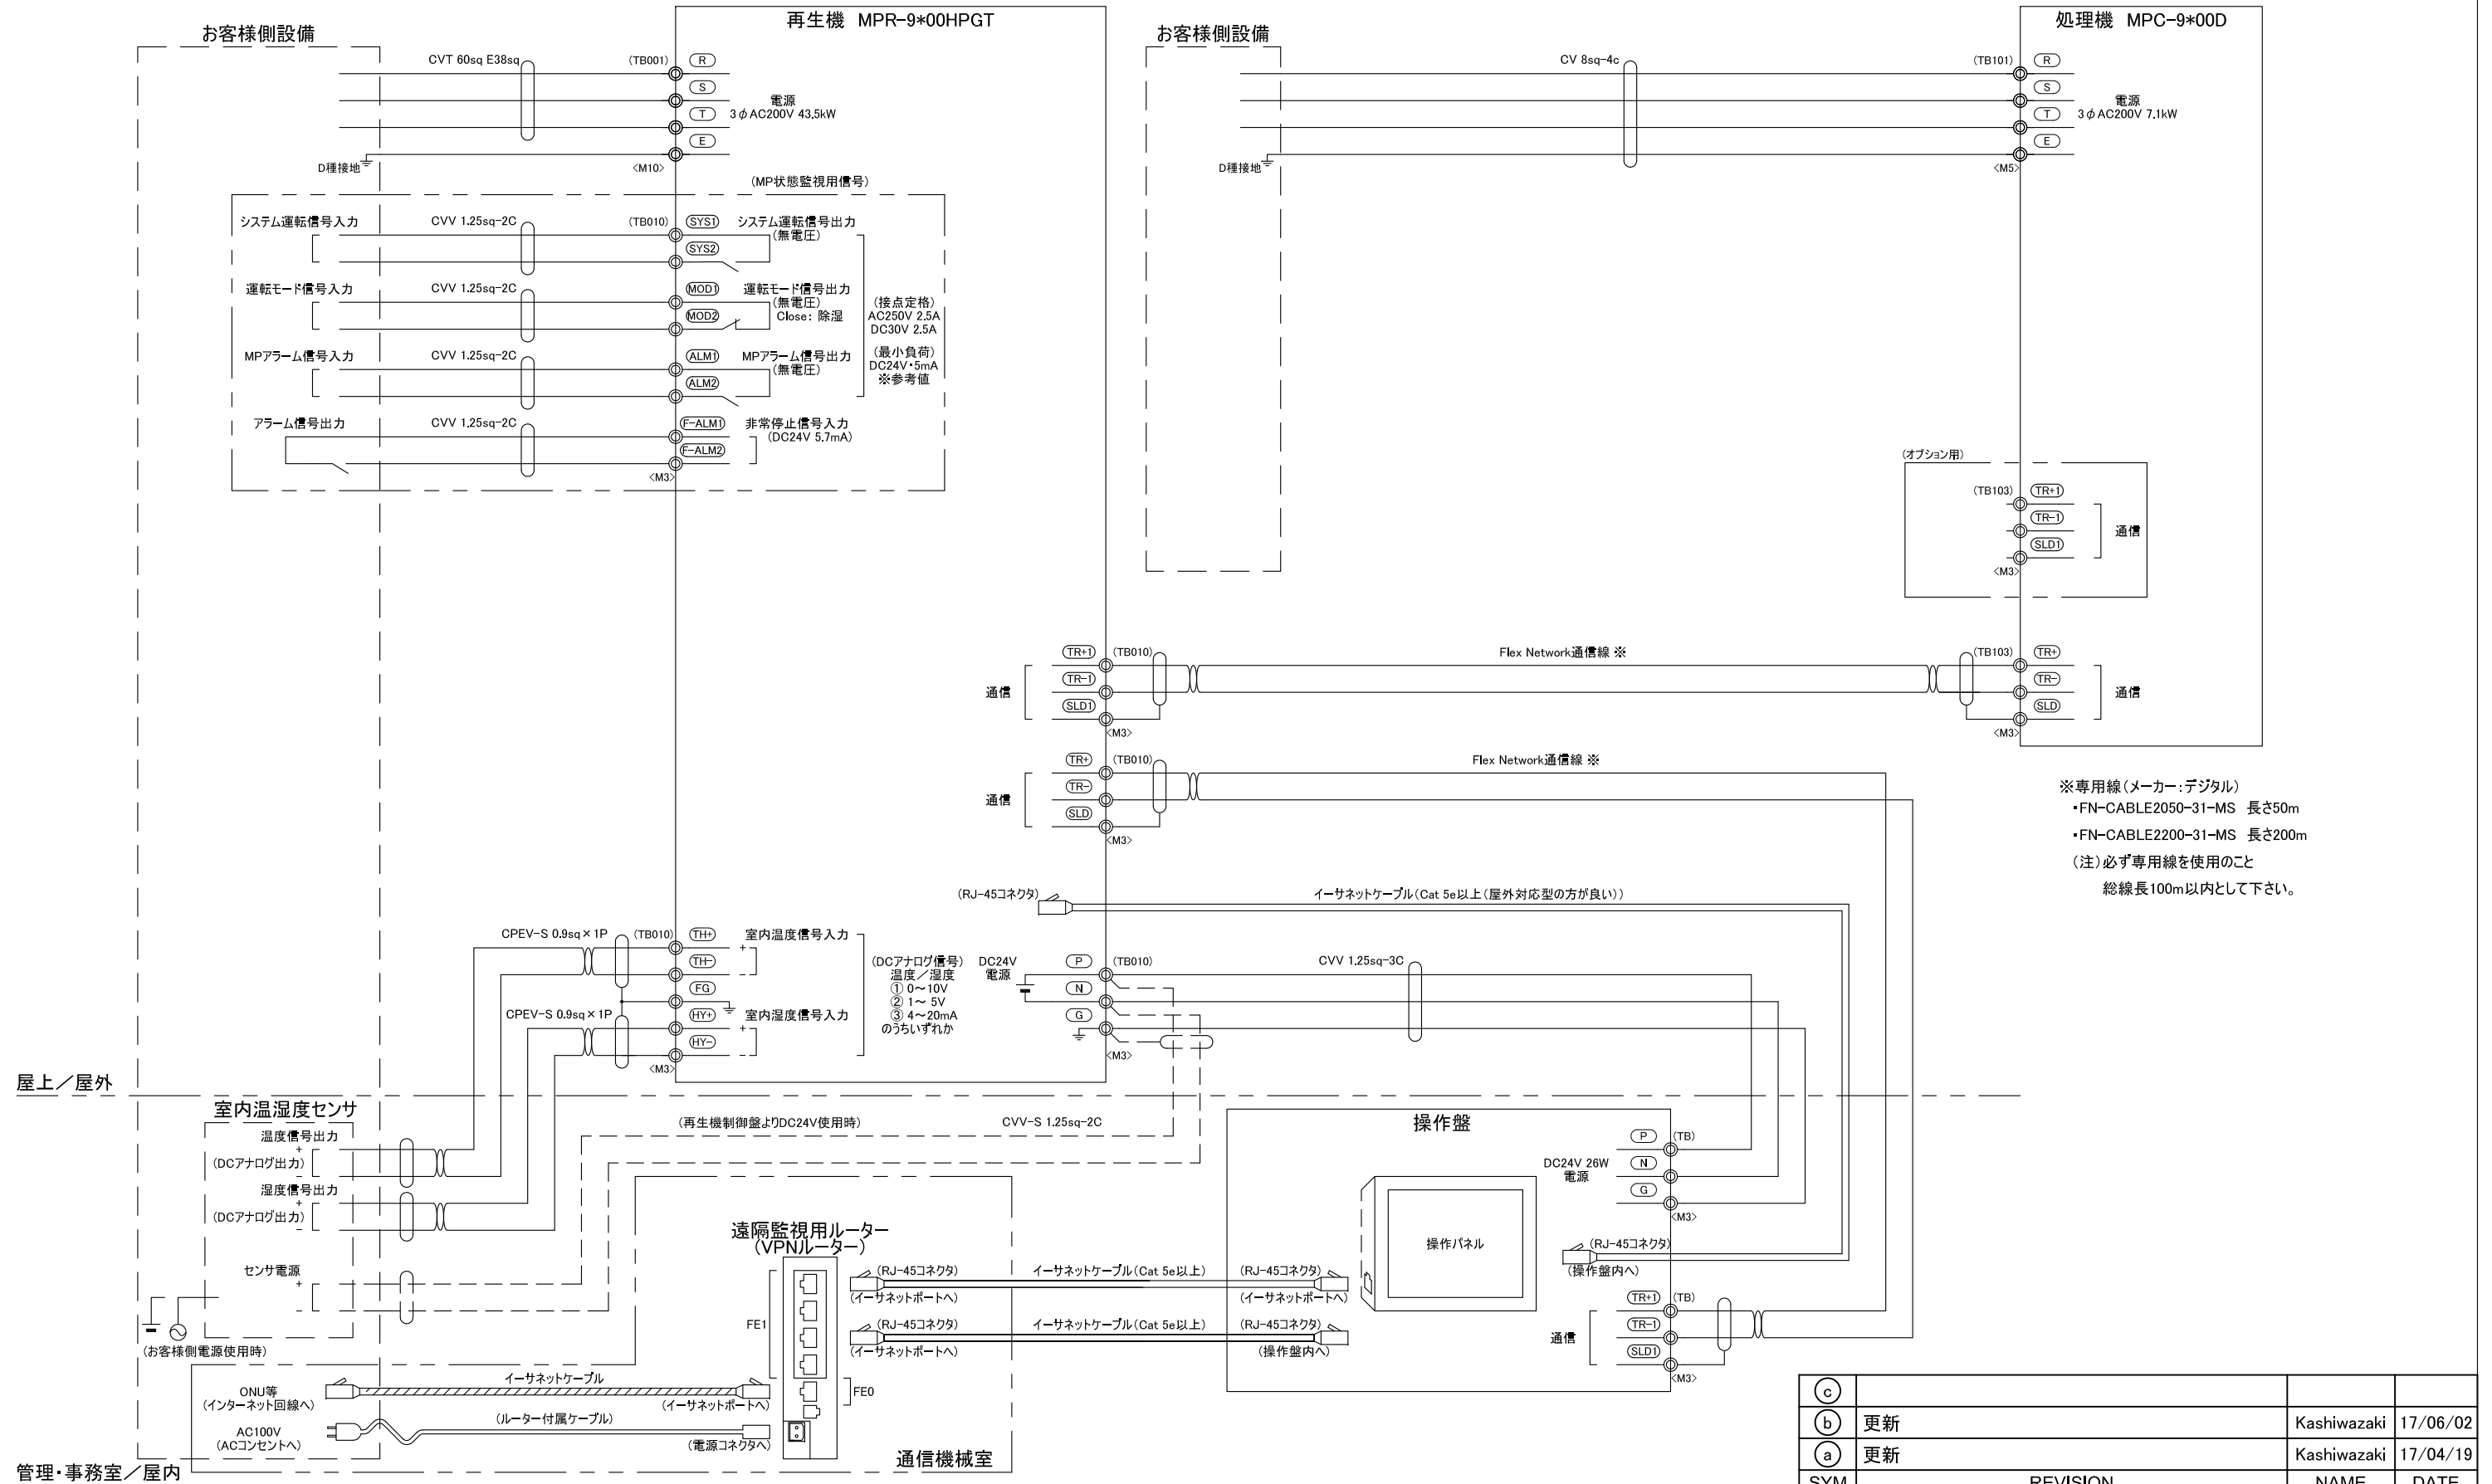 再生機 MPR-9*00HPGT
処理機 MPC-9*00D
お客様側設備
お客様側設備
CVT 60sq E38sq
(TB001)
R
S
T
E
電源
3φAC200V 43.5kW
D種接地
<M10>
CV 8sq-4c
(TB101)
R
S
T
E
電源
3φAC200V 7.1kW
D種接地
<M5>
(MP状態監視用信号)
システム運転信号入力
CVV 1.25sq-2C
(TB010)
SYS1
SYS2
システム運転信号出力
(無電圧)
運転モード信号入力
CVV 1.25sq-2C
MOD1
MOD2
運転モード信号出力
(無電圧)
Close: 除湿
(接点定格)
AC250V 2.5A
DC30V 2.5A
(最小負荷)
DC24V・5mA
※参考値
MPアラーム信号入力
CVV 1.25sq-2C
ALM1
ALM2
MPアラーム信号出力
(無電圧)
アラーム信号出力
CVV 1.25sq-2C
F-ALM1
F-ALM2
非常停止信号入力
(DC24V 5.7mA)
<M3>
(オプション用)
(TB103)
TR+1
TR-1
SLD1
通信
<M3>
通信
TR+1
TR-1
SLD1
(TB010)
<M3>
Flex Network通信線 ※
(TB103)
TR+
TR-
SLD
通信
<M3>
通信
TR+
TR-
SLD
(TB010)
<M3>
Flex Network通信線 ※
※専用線(メーカー:デジタル)
・FN-CABLE2050-31-MS 長さ50m
・FN-CABLE2200-31-MS 長さ200m
(注)必ず専用線を使用のこと
総線長100m以内として下さい。
(RJ-45コネクタ)
イーサネットケーブル(Cat 5e以上(屋外対応型の方が良い))
CPEV-S 0.9sq×1P
(TB010)
TH+
TH-
FG
HY+
HY-
+
-
+
-
室内温度信号入力
CPEV-S 0.9sq×1P
室内湿度信号入力
<M3>
(DCアナログ信号)
温度/湿度
① 0~10V
② 1~ 5V
③ 4~20mA
のうちいずれか
DC24V
電源
P
N
G
(TB010)
<M3>
CVV 1.25sq-3C
屋上/屋外
室内温湿度センサ
温度信号出力
+
(DCアナログ出力)
-
湿度信号出力
+
(DCアナログ出力)
-
センサ電源
+
-
(お客様側電源使用時)
(再生機制御盤よりDC24V使用時)
CVV-S 1.25sq-2C
操作盤
操作パネル
DC24V 26W
電源
P
N
G
(TB)
<M3>
(RJ-45コネクタ)
(操作盤内へ)
TR+1
TR-1
SLD1
(TB)
通信
<M3>
遠隔監視用ルーター
(VPNルーター)
FE1
FE0
(RJ-45コネクタ)
イーサネットケーブル(Cat 5e以上)
(RJ-45コネクタ)
(イーサネットポートへ)
(イーサネットポートへ)
(RJ-45コネクタ)
イーサネットケーブル(Cat 5e以上)
(RJ-45コネクタ)
(イーサネットポートへ)
(操作盤内へ)
ONU等
(インターネット回線へ)
イーサネットケーブル
(イーサネットポートへ)
AC100V
(ACコンセントへ)
(ルーター付属ケーブル)
(電源コネクタへ)
通信機械室
管理・事務室/屋内
c
b 更新 Kashiwazaki 17/06/02
a 更新 Kashiwazaki 17/04/19
SYM REVISION NAME DATE